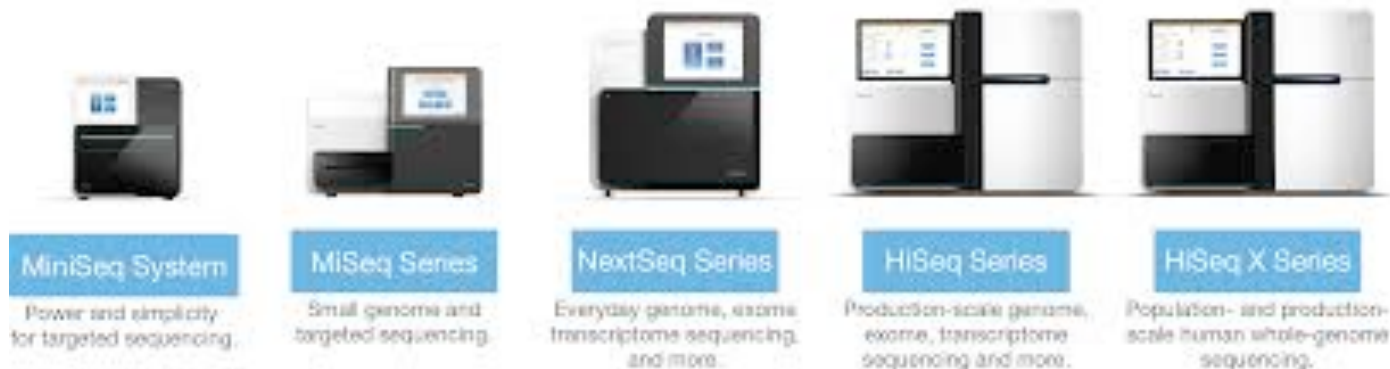 MiniSeq System
Power and simplicity
for targeted sequencing.
MiSeq Series
Small genome and
targeted sequencing.
NextSeq Series
Everyday genome, exome
transcriptome sequencing,
and more.
HiSeq Series
Production-scale genome,
exome, transcriptome
sequencing and more.
HiSeq X Series
Population- and production-
scale human whole-genome
sequencing.